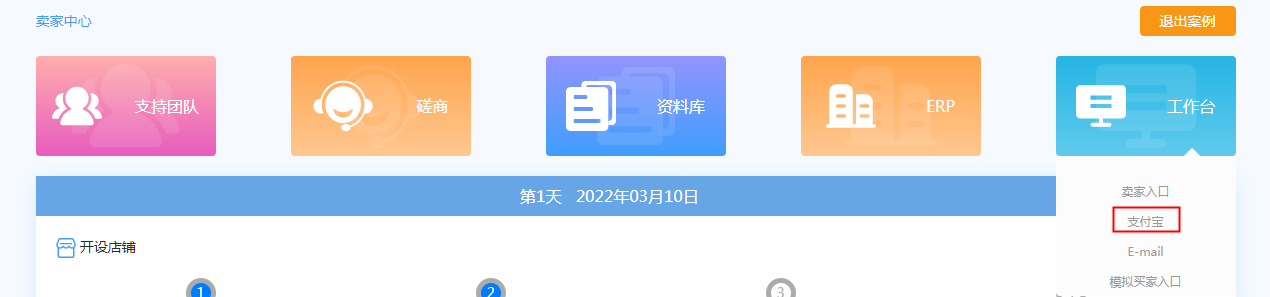 卖家中心
退出案例
支持团队
磋商
资料库
ERP
工作台
第1天 2022年03月10日
卖家入口
支付宝
E-mail
模拟买家入口
开设店铺
1
2
3